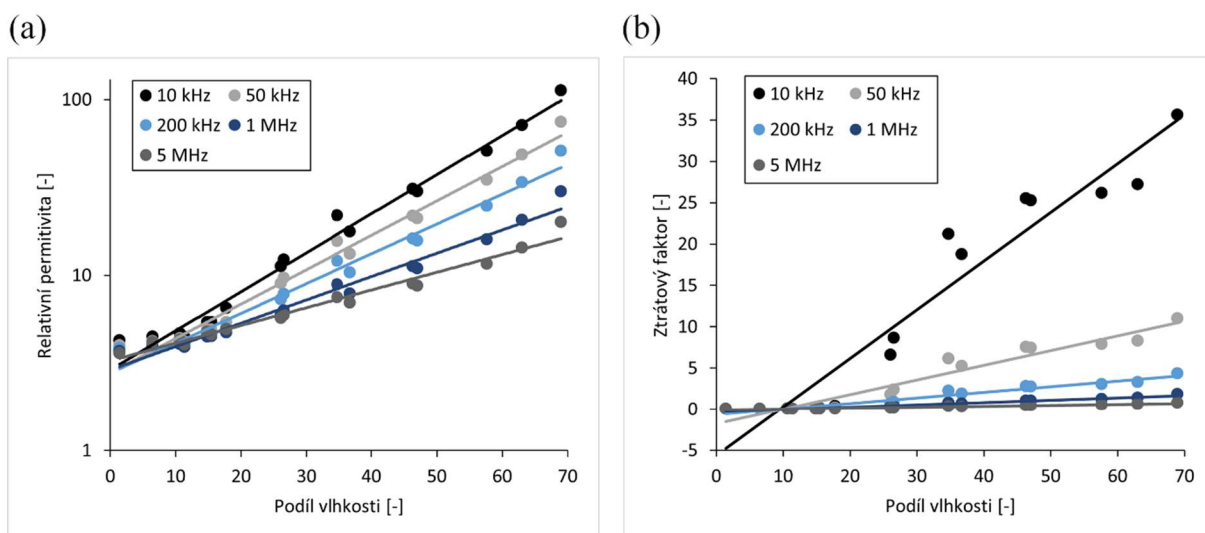 (a)
10 kHz 50 kHz
200 kHz 1 MHz
5 MHz
Relativní permitivita [-]
100
10
1
0 10 20 30 40 50 60 70
Podíl vlhkosti [-]
(b)
10 kHz 50 kHz
200 kHz 1 MHz
5 MHz
Ztrátový faktor [-]
40
35
30
25
20
15
10
5
0
-5
0 10 20 30 40 50 60 70
Podíl vlhkosti [-]